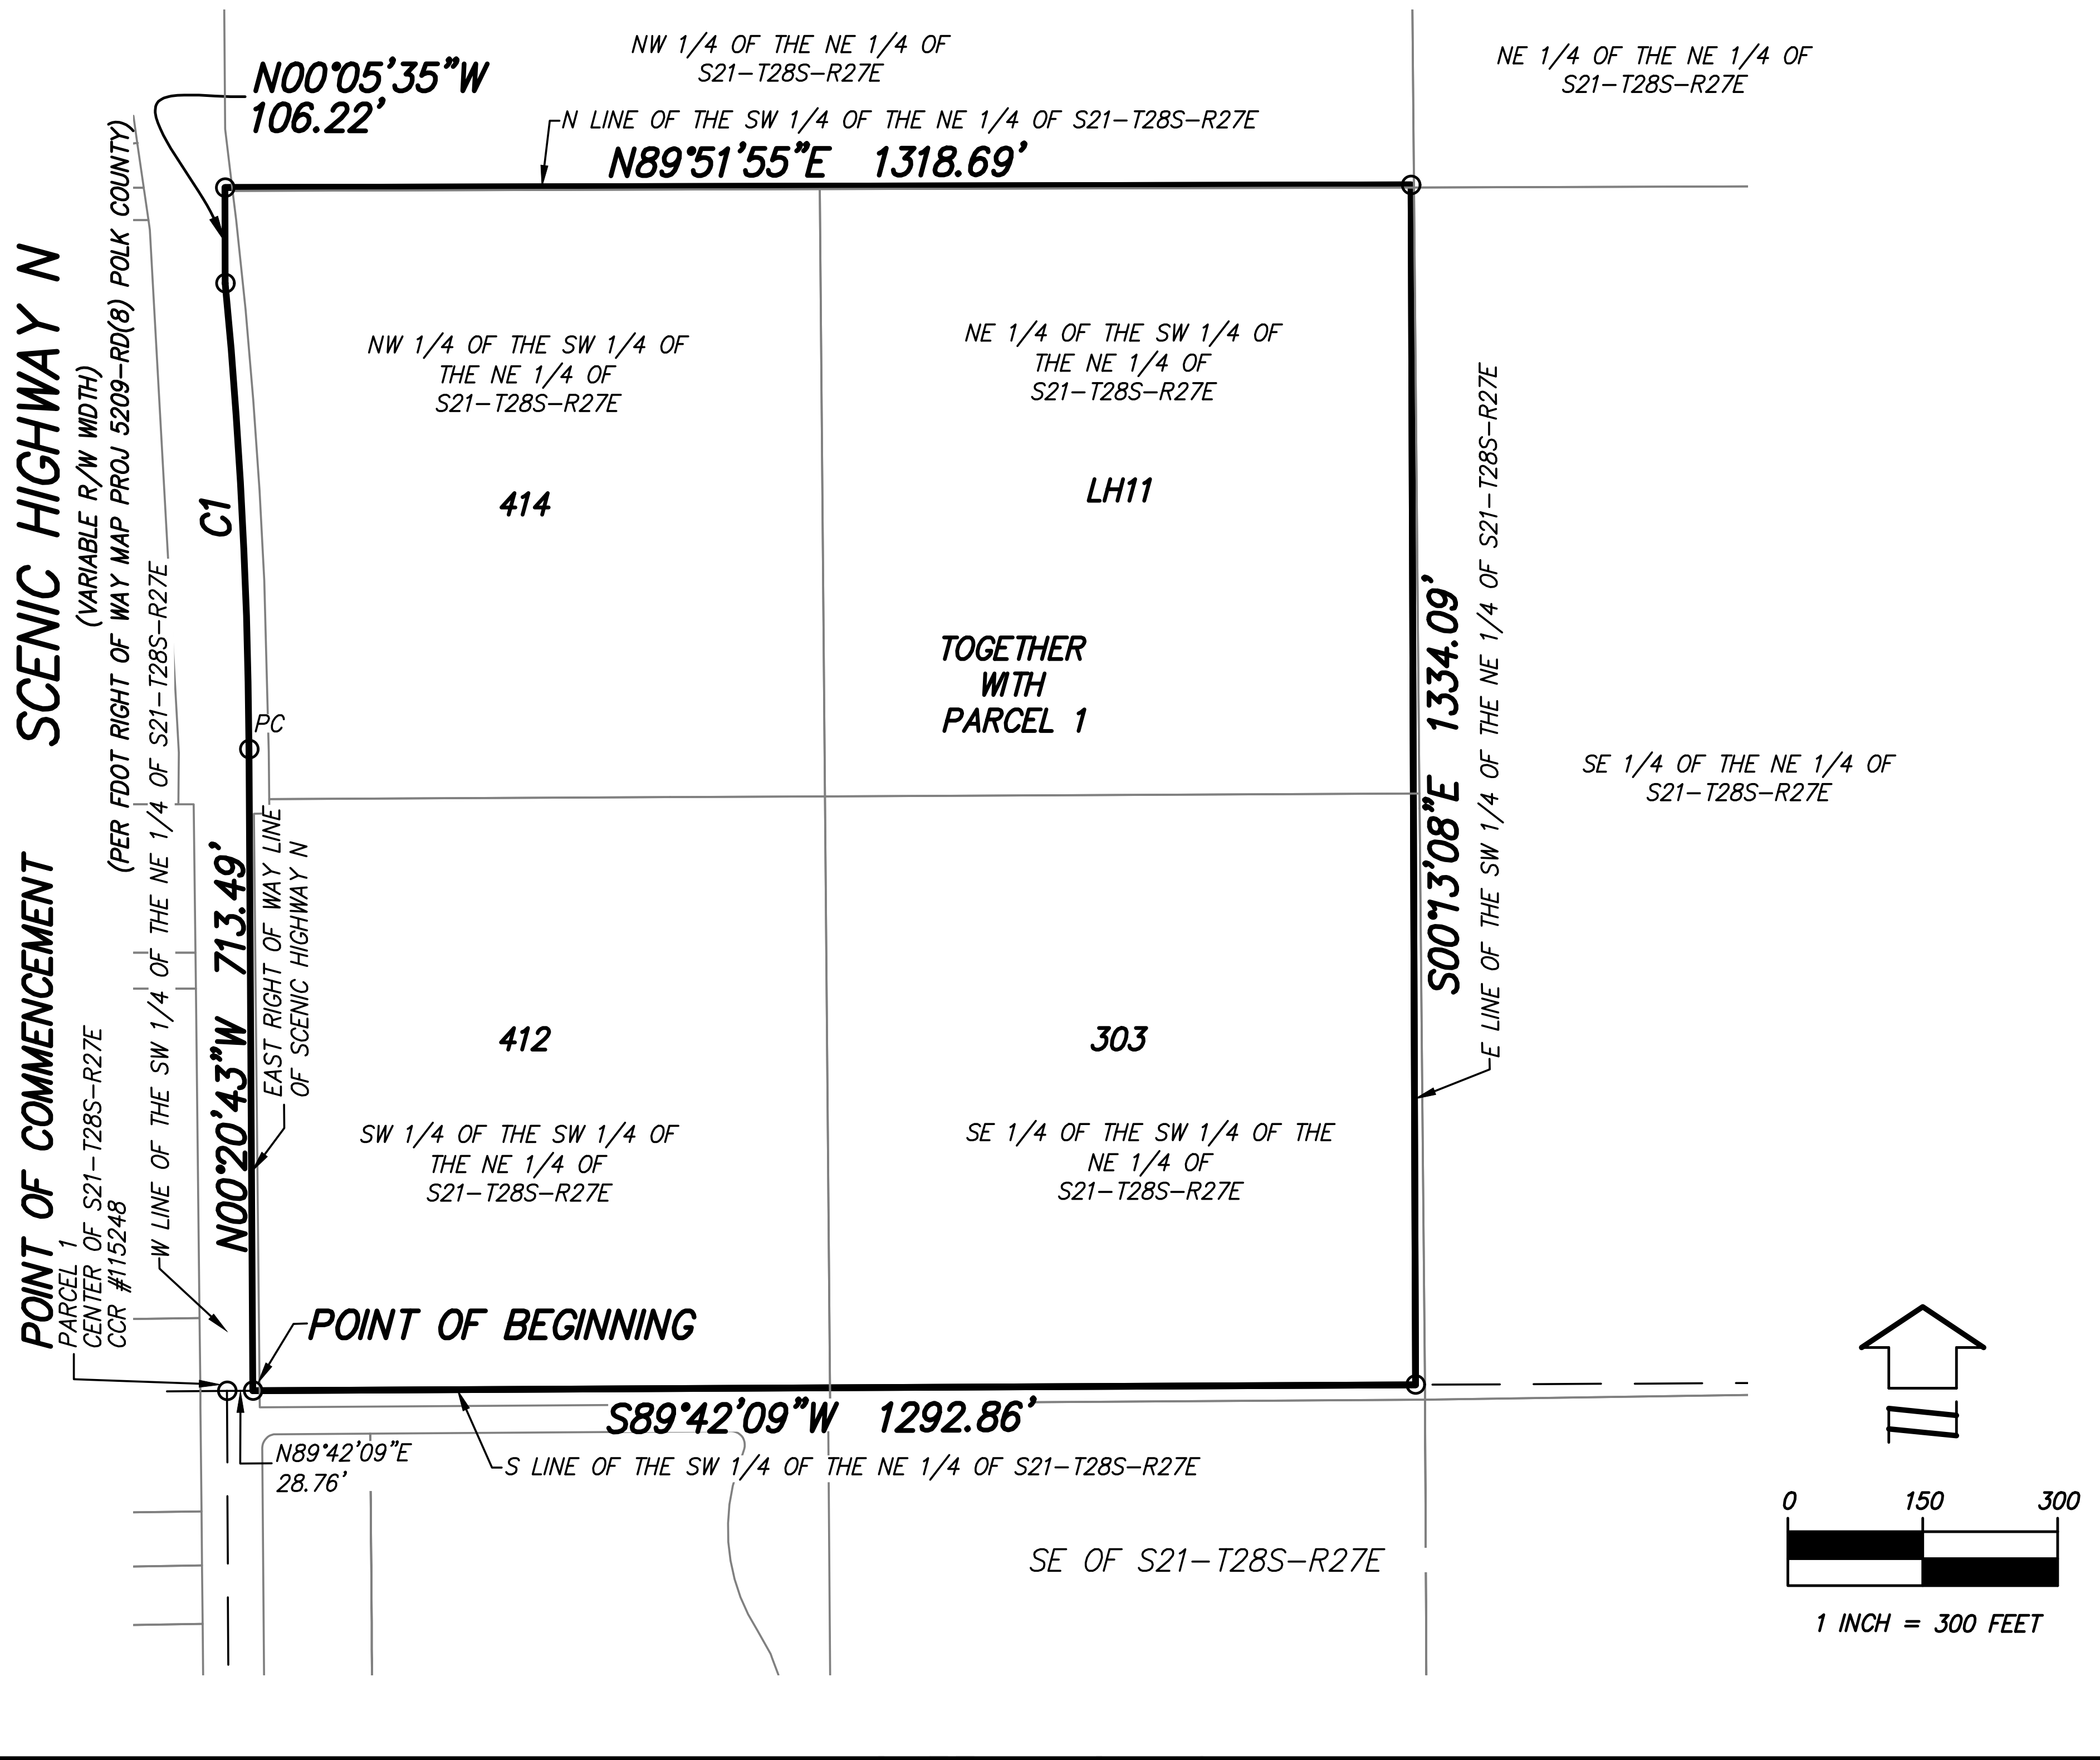 NW 1/4 OF THE NE 1/4 OF
S21-T28S-R27E
NE 1/4 OF THE NE 1/4 OF
S21-T28S-R27E
N00°05'35"W
106.22'
N LINE OF THE SW 1/4 OF THE NE 1/4 OF S21-T28S-R27E
N89°51'55"E 1318.69'
SCENIC HIGHWAY N
(VARIABLE R/W WIDTH)
(PER FDOT RIGHT OF WAY MAP PROJ 5209-RD(8) POLK COUNTY)
W LINE OF THE SW 1/4 OF THE NE 1/4 OF S21-T28S-R27E
NW 1/4 OF THE SW 1/4 OF
THE NE 1/4 OF
S21-T28S-R27E
NE 1/4 OF THE SW 1/4 OF
THE NE 1/4 OF
S21-T28S-R27E
C1
414
LH11
TOGETHER
WITH
PARCEL 1
PC
S00°13'08"E 1334.09'
E LINE OF THE SW 1/4 OF THE NE 1/4 OF S21-T28S-R27E
SE 1/4 OF THE NE 1/4 OF
S21-T28S-R27E
N00°20'43"W 713.49'
EAST RIGHT OF WAY LINE
OF SCENIC HIGHWAY N
412
303
SW 1/4 OF THE SW 1/4 OF
THE NE 1/4 OF
S21-T28S-R27E
SE 1/4 OF THE SW 1/4 OF THE
NE 1/4 OF
S21-T28S-R27E
POINT OF COMMENCEMENT
PARCEL 1
CENTER OF S21-T28S-R27E
CCR #115248
POINT OF BEGINNING
S89°42'09"W 1292.86'
N89°42'09"E
28.76'
S LINE OF THE SW 1/4 OF THE NE 1/4 OF S21-T28S-R27E
SE OF S21-T28S-R27E
0 150 300
1 INCH = 300 FEET